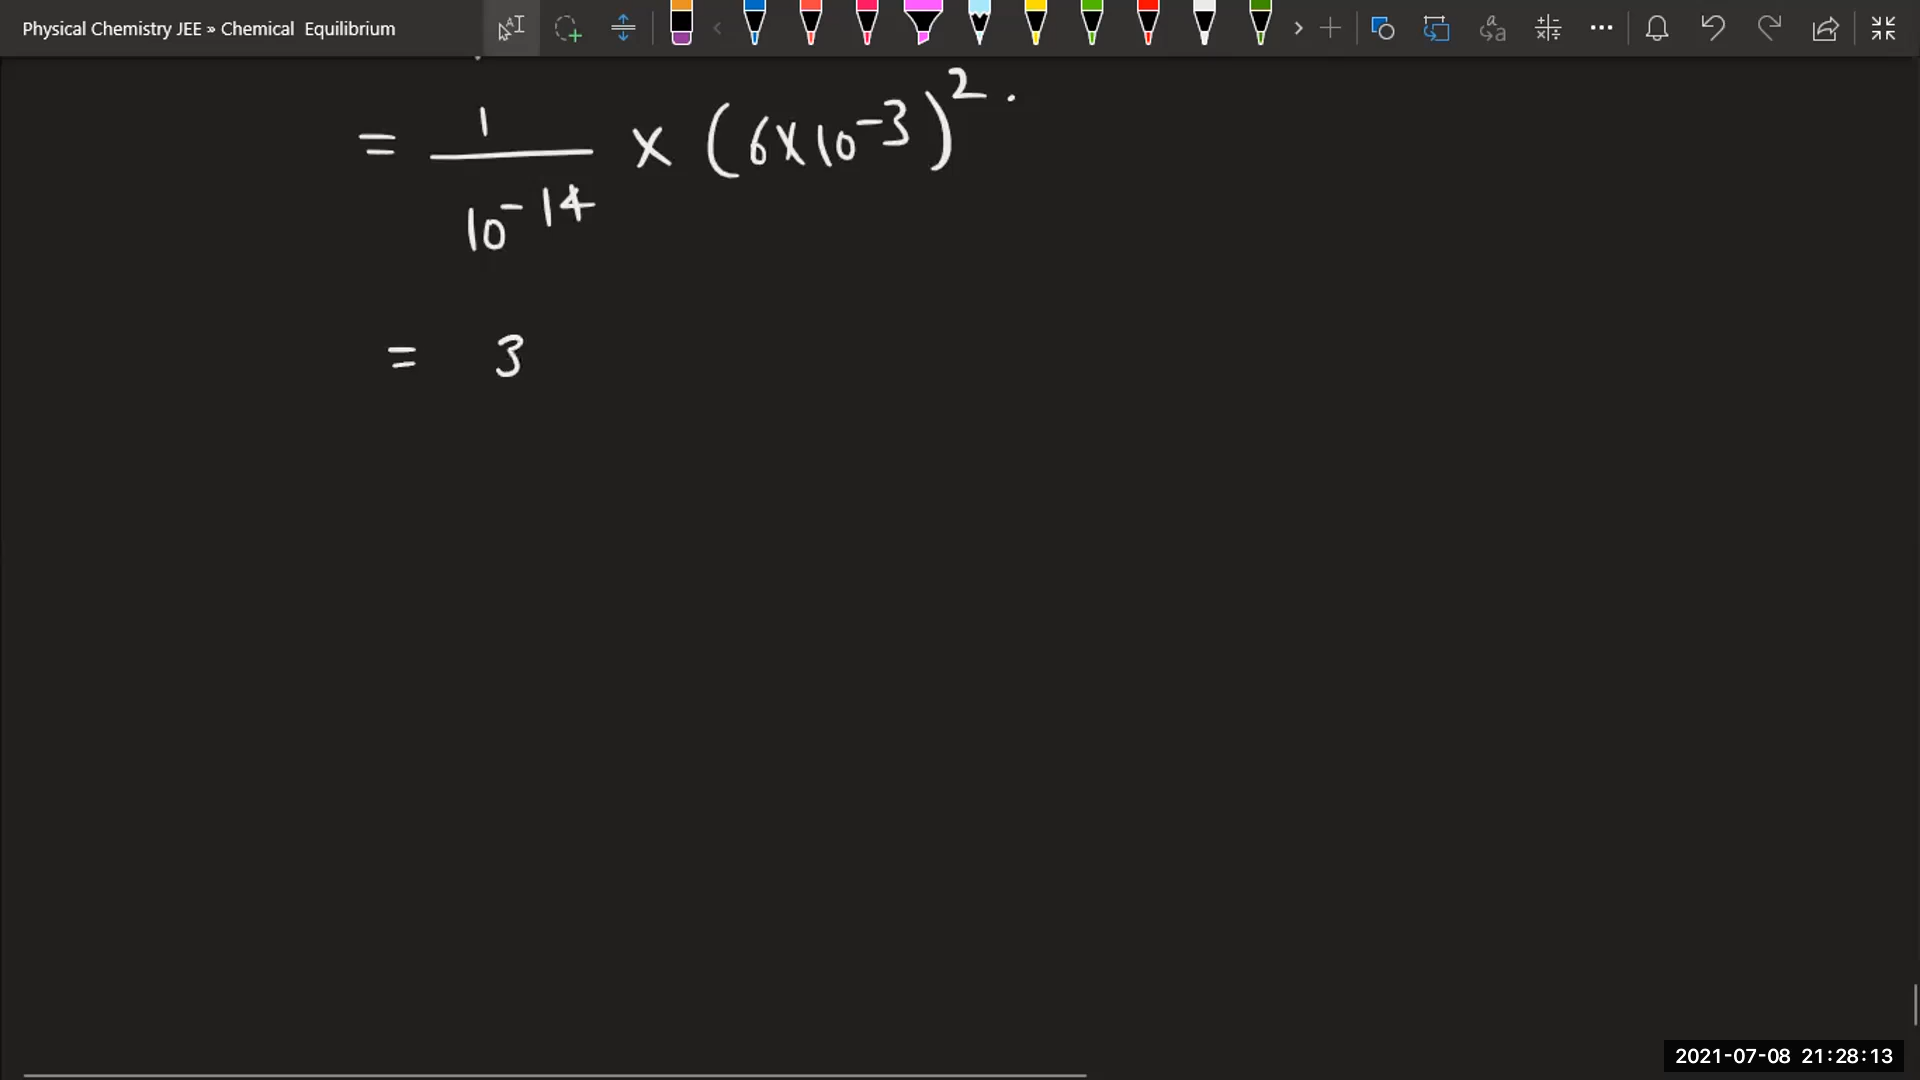 Physical Chemistry JEE » Chemical Equilibrium
= 1/10⁻¹⁴ × (6×10⁻³)² .
= 3
2021-07-08 21:28:13